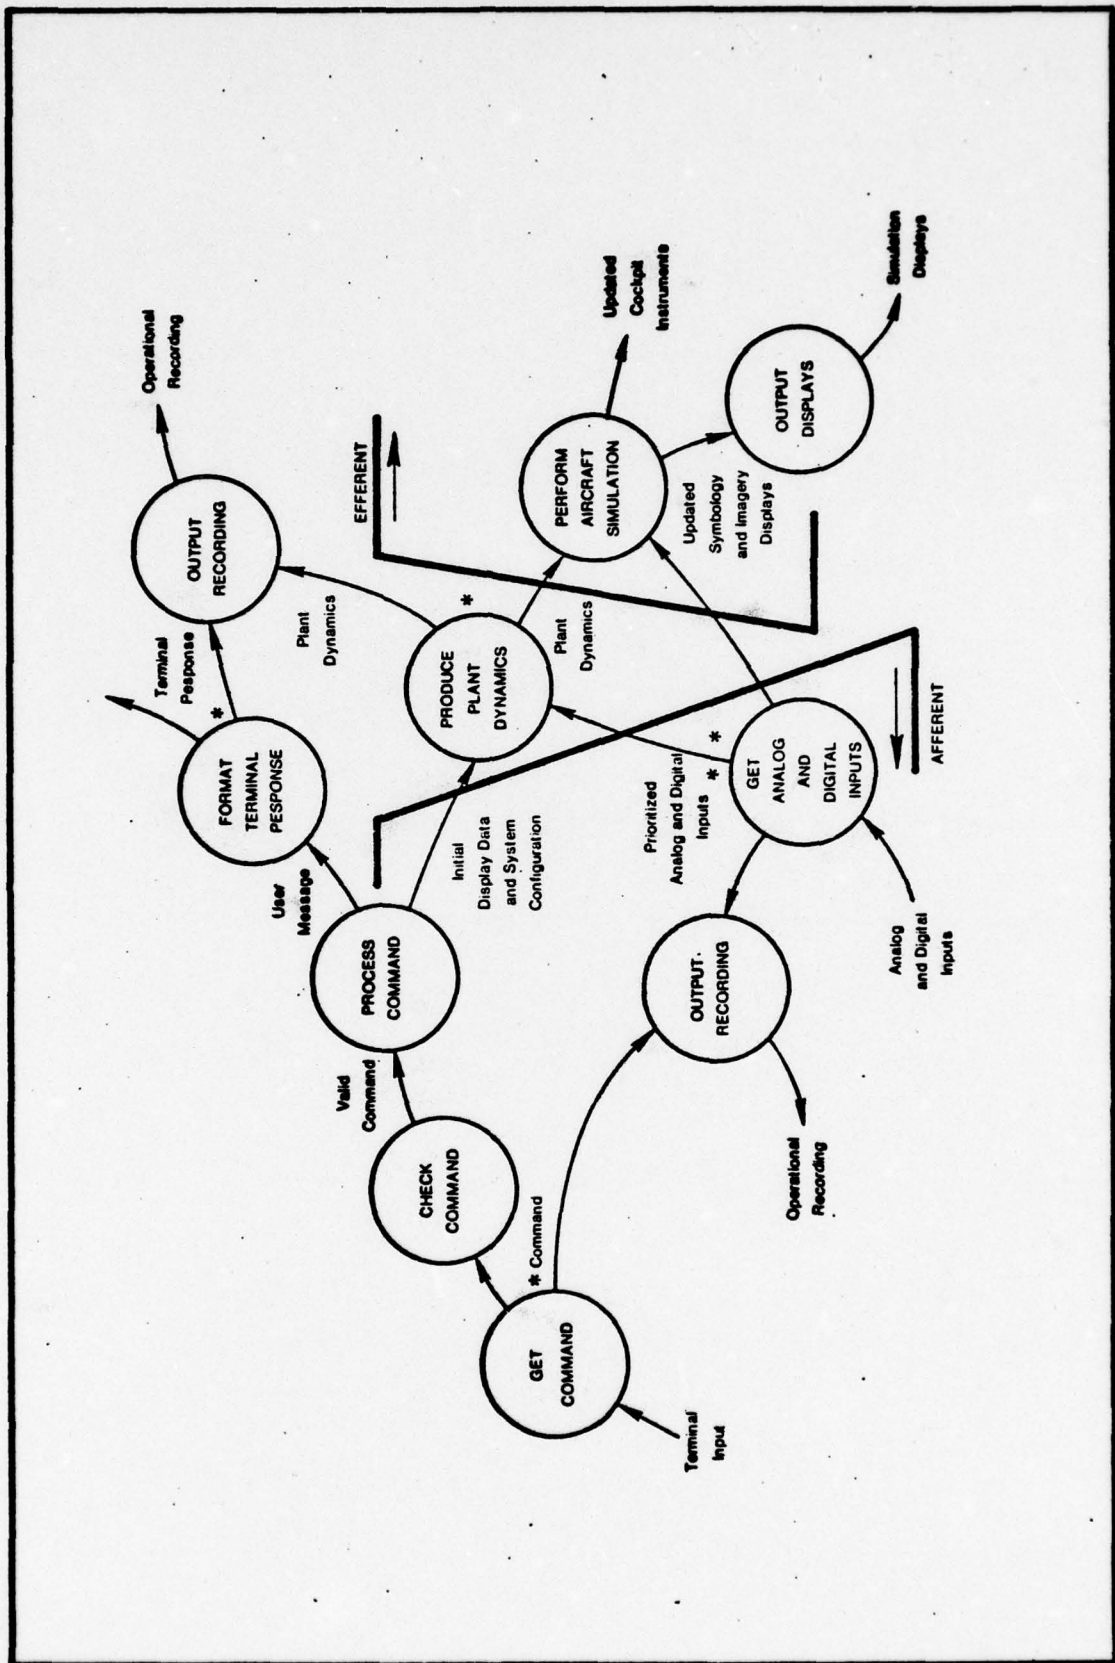 Terminal
Input
GET
COMMAND
* Command
CHECK
COMMAND
Valid
Command
PROCESS
COMMAND
User
Message
FORMAT
TERMINAL
PESPONSE
*
Terminal
Pesponse
OUTPUT
RECORDING
Operational
Recording
Plant
Dynamics
Initial
Display Data
and System
Configuration
PRODUCE
PLANT
DYNAMICS
*
Plant
Dynamics
EFFERENT
PERFORM
AIRCRAFT
SIMULATION
Updated
Cockpit
Instruments
Updated
Symbology
and Imagery
Displays
OUTPUT
DISPLAYS
Simulation
Displays
OUTPUT.
RECORDING
Operational
Recording
Prioritized
Analog and Digital
Inputs
* *
GET
ANALOG
AND
DIGITAL
INPUTS
Analog
and Digital
Inputs
AFFERENT